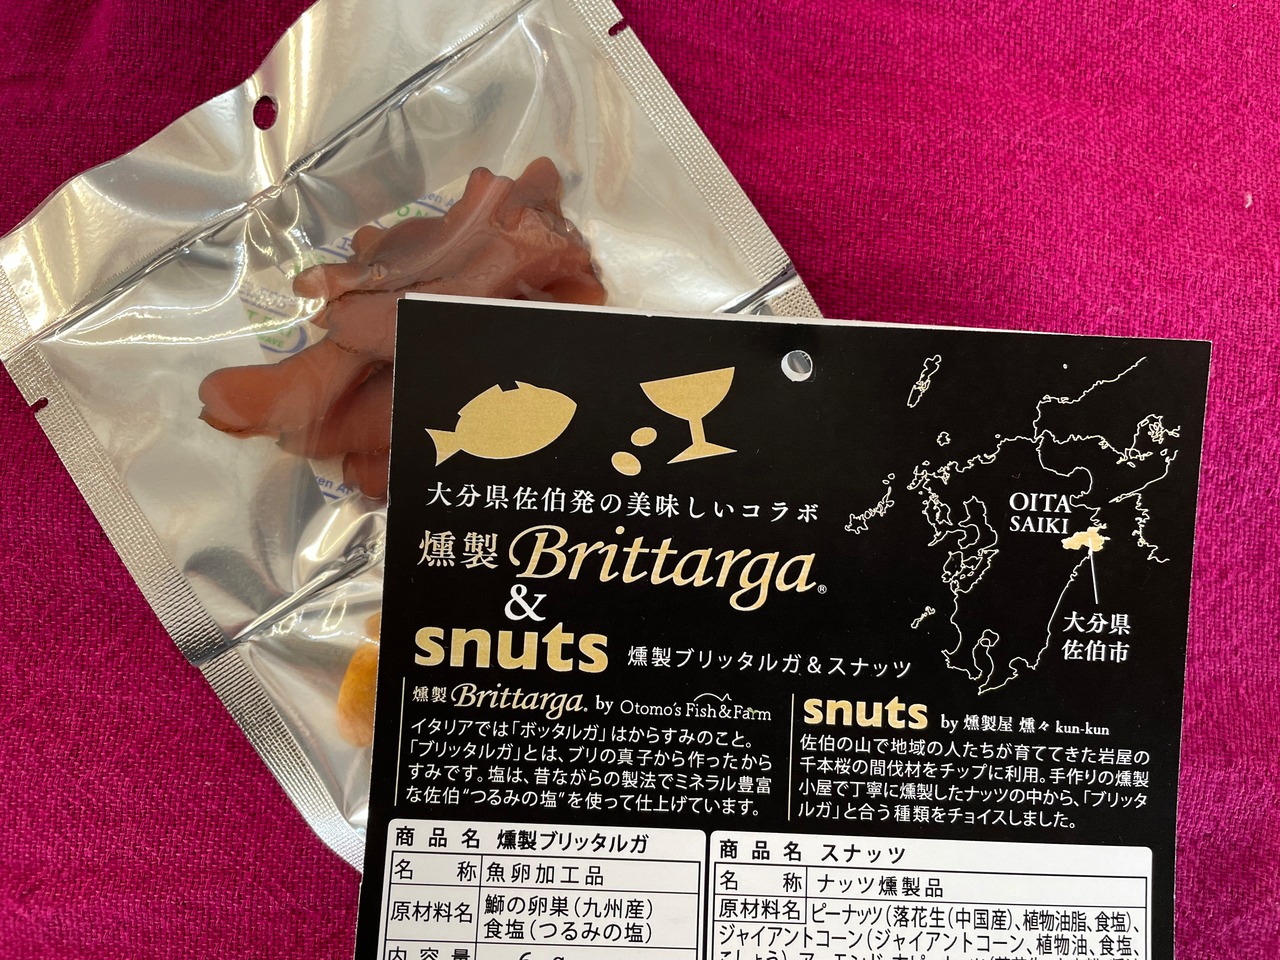 OITA
SAIKI
大分県
佐伯市
大分県佐伯発の美味しいコラボ
燻製Brittarga®
&
snuts 燻製ブリッタルガ&スナッツ
燻製Brittarga. by Otomo's Fish&Farm
イタリアでは「ボッタルガ」はからすみのこと。
「ブリッタルガ」とは、ブリの真子から作ったから
すみです。塩は、昔ながらの製法でミネラル豊富
な佐伯“つるみの塩”を使って仕上げています。
snuts by 燻製屋 燻々 kun-kun
佐伯の山で地域の人たちが育ててきた岩屋の
千本桜の間伐材をチップに利用。手作りの燻製
小屋で丁寧に燻製したナッツの中から、「ブリッタ
ルガ」と合う種類をチョイスしました。
商品名 燻製ブリッタルガ
名称 魚卵加工品
原材料名 鰤の卵巣(九州産)
食塩(つるみの塩)
内容量 6g
商品名 スナッツ
名称 ナッツ燻製品
原材料名 ピーナッツ(落花生(中国産)、植物油脂、食塩)、
ジャイアントコーン(ジャイアントコーン、植物油、食塩、